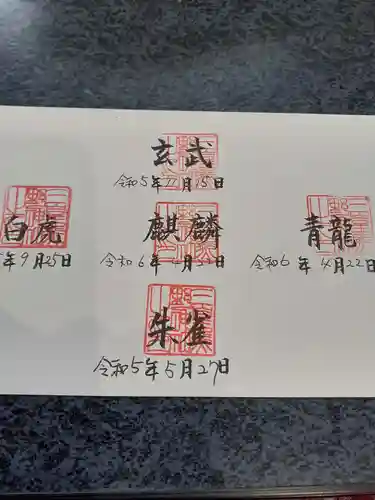 玄武
令和5年11月15日
白虎
年9月25日
麒麟
令和6年
青龍
令和6年4月22日
朱雀
令和5年5月27日